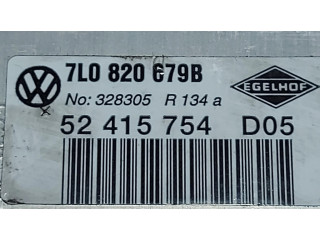 7L0 820 679B
EGELHOF
No: 328305 R 134 a
52 415 754 D05